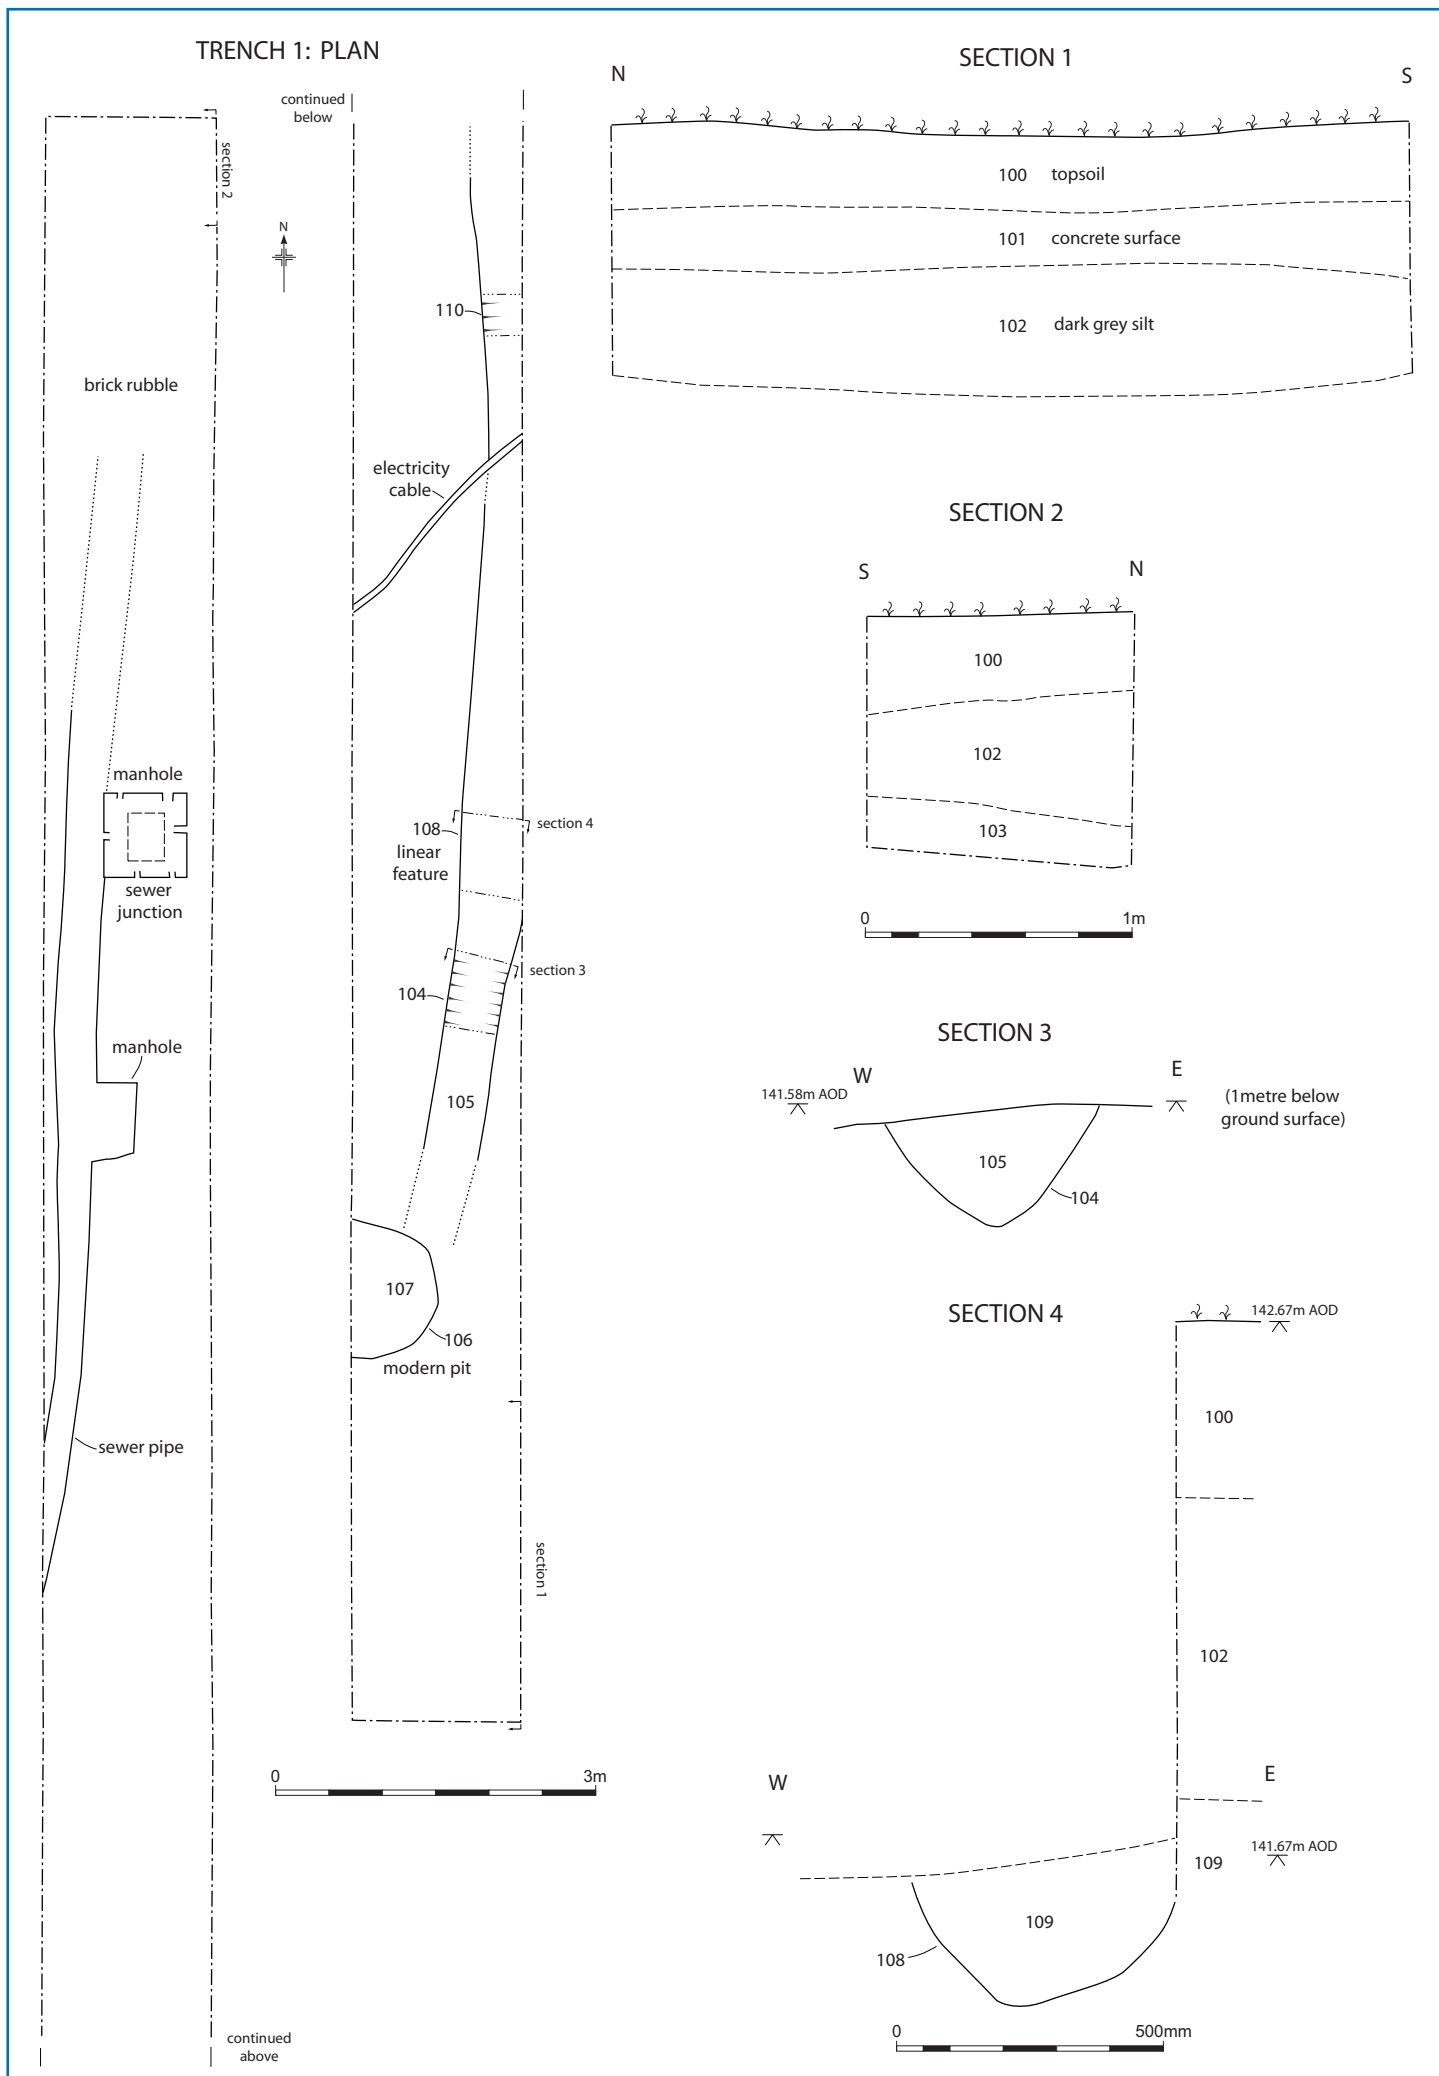 TRENCH 1: PLAN
continued
below
section 2
N
brick rubble
110
electricity
cable
manhole
sewer
junction
108
linear
feature
section 4
section 3
104
manhole
105
107
106
modern pit
sewer pipe
section 1
0 3m
continued
above
SECTION 1
N S
100 topsoil
101 concrete surface
102 dark grey silt
SECTION 2
S N
100
102
103
0 1m
SECTION 3
W E
141.58m AOD
(1metre below
ground surface)
105
104
SECTION 4
142.67m AOD
100
102
W E
141.67m AOD
109
109
108
0 500mm